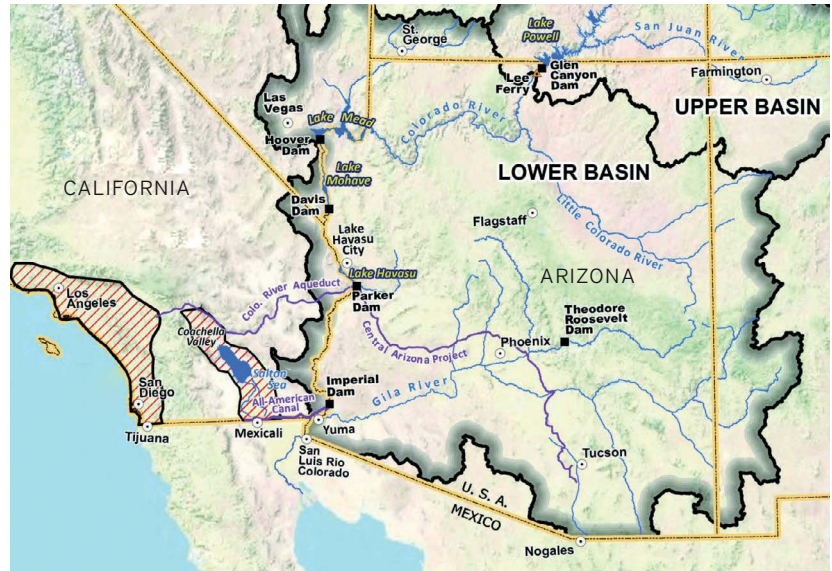 St.
George
Lake
Powell
San Juan River
Lee
Ferry
Glen
Canyon
Dam
Farmington
UPPER BASIN
Las
Vegas
Lake Mead
Hoover
Dam
Colorado River
Lake
Mohave
LOWER BASIN
CALIFORNIA
Davis
Dam
Flagstaff
Little Colorado River
Lake
Havasu
City
Lake Havasu
ARIZONA
Los
Angeles
Colo. River Aqueduct
Parker
Dam
Theodore
Roosevelt
Dam
Coachella
Valley
Central Arizona Project
Phoenix
Saltan
Sea
San
Diego
All-American
Canal
Imperial
Dam
Gila River
Tijuana
Mexicali
Yuma
San
Luis Rio
Colorado
Tucson
U. S. A.
MEXICO
Nogales